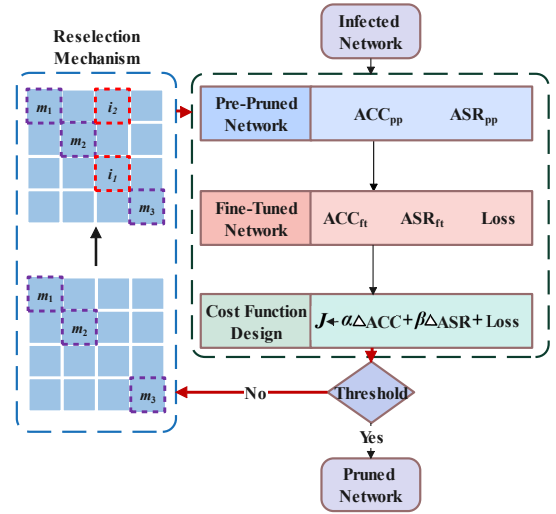 Reselection
Mechanism
m₁
i₂
m₂
i₁
m₃
m₁
m₂
m₃
Infected
Network
Pre-Pruned
Network
ACCpp ASRpp
Fine-Tuned
Network
ACCft ASRft Loss
Cost Function
Design
J←α△ACC+β△ASR+Loss
Threshold
No
Yes
Pruned
Network